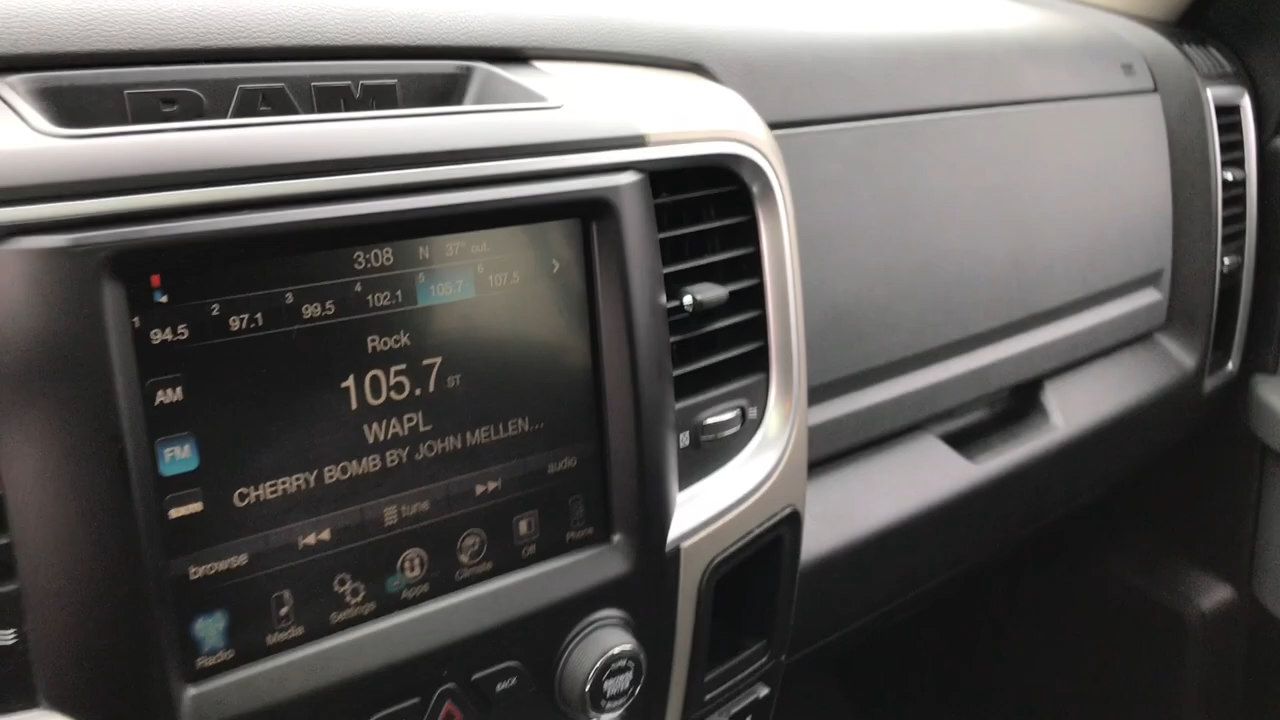 RAM
3:08 N 37° out.
1 94.5 2 97.1 3 99.5 4 102.1 5 105.7 6 107.5
Rock
AM
105.7 ST
WAPL
FM
CHERRY BOMB BY JOHN MELLEN...
browse tune audio
Radio Media Settings Apps Climate Off Phone
BACK